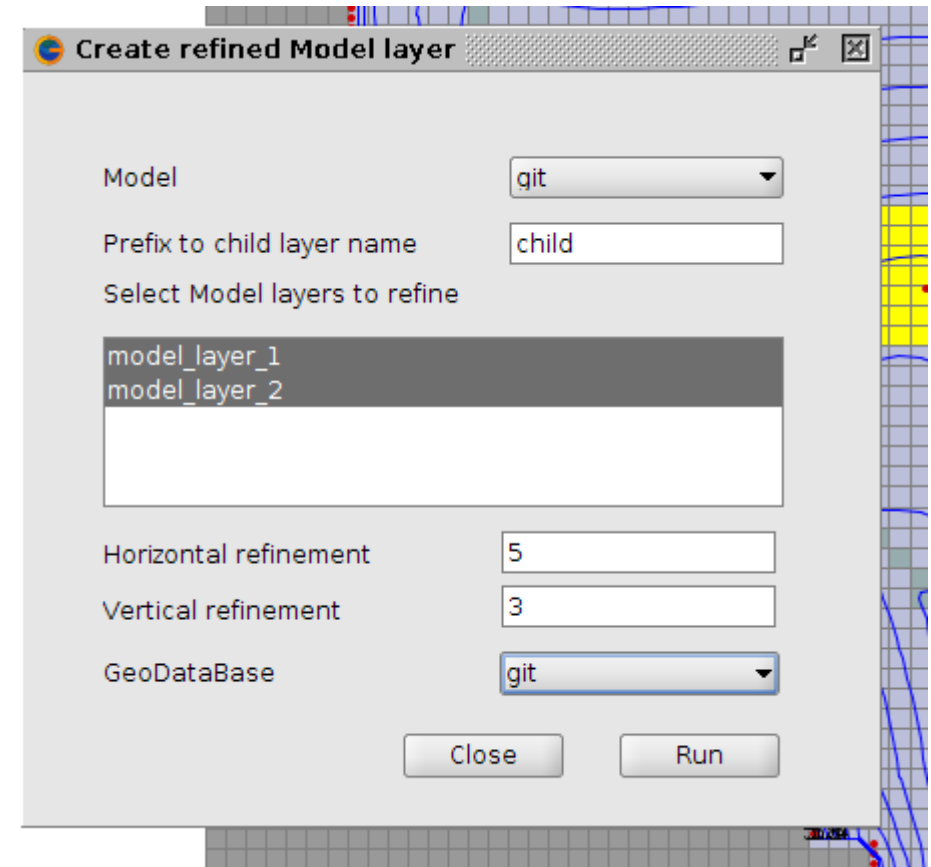 Create refined Model layer
Model
git
Prefix to child layer name
child
Select Model layers to refine
model_layer_1
model_layer_2
Horizontal refinement
5
Vertical refinement
3
GeoDataBase
git
Close
Run